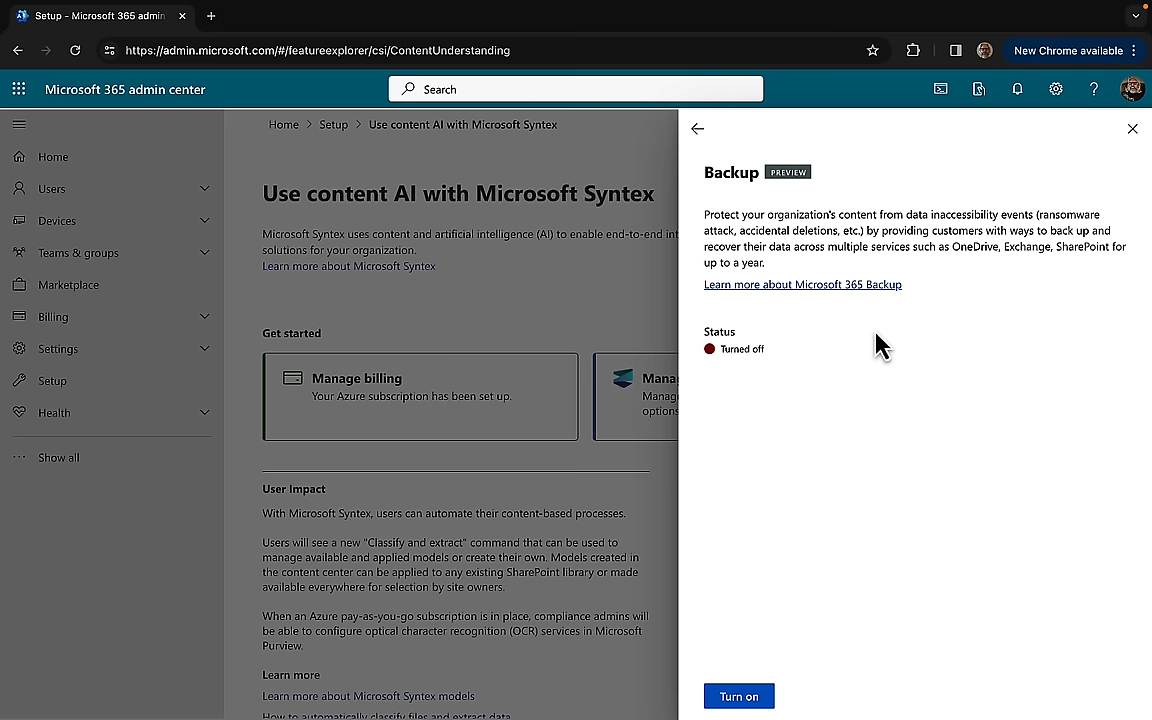 Setup - Microsoft 365 admin
https://admin.microsoft.com/#/featureexplorer/csi/ContentUnderstanding
New Chrome available
Microsoft 365 admin center
Search
Home
Users
Devices
Teams & groups
Marketplace
Billing
Settings
Setup
Health
Show all
Home > Setup > Use content AI with Microsoft Syntex
Use content AI with Microsoft Syntex
Microsoft Syntex uses content and artificial intelligence (AI) to enable end-to-end int
solutions for your organization.
Learn more about Microsoft Syntex
Get started
Manage billing
Your Azure subscription has been set up.
Mana
Manag
options
User Impact
With Microsoft Syntex, users can automate their content-based processes.
Users will see a new "Classify and extract" command that can be used to
manage available and applied models or create their own. Models created in
the content center can be applied to any existing SharePoint library or made
available everywhere for selection by site owners.
When an Azure pay-as-you-go subscription is in place, compliance admins will
be able to configure optical character recognition (OCR) services in Microsoft
Purview.
Learn more
Learn more about Microsoft Syntex models
How to automatically classify files and extract data
Backup PREVIEW
Protect your organization's content from data inaccessibility events (ransomware
attack, accidental deletions, etc.) by providing customers with ways to back up and
recover their data across multiple services such as OneDrive, Exchange, SharePoint for
up to a year.
Learn more about Microsoft 365 Backup
Status
Turned off
Turn on